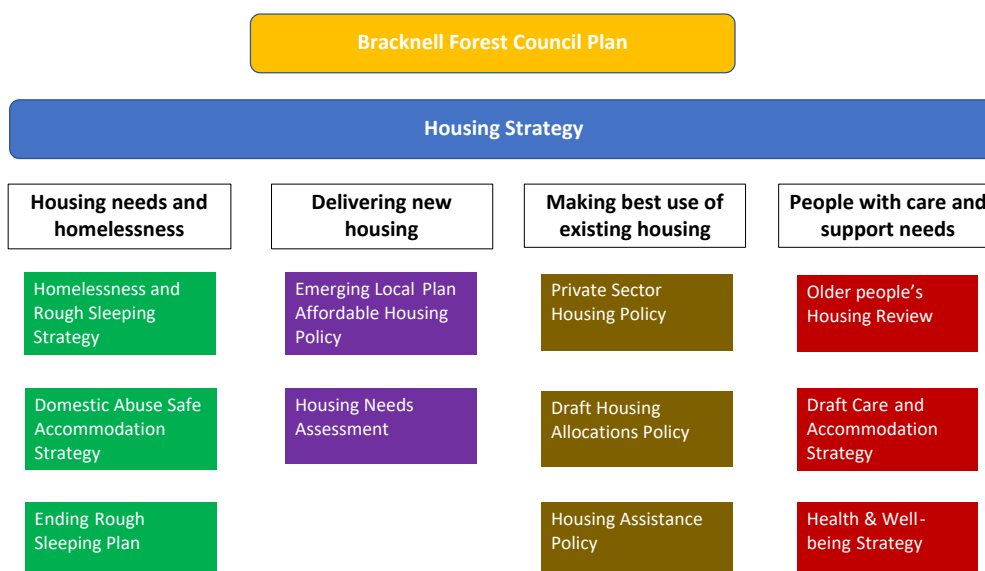 Bracknell Forest Council Plan
Housing Strategy
Housing needs and
homelessness
Delivering new
housing
Making best use of
existing housing
People with care and
support needs
Homelessness and
Rough Sleeping
Strategy
Emerging Local Plan
Affordable Housing
Policy
Private Sector
Housing Policy
Older people’s
Housing Review
Domestic Abuse Safe
Accommodation
Strategy
Housing Needs
Assessment
Draft Housing
Allocations Policy
Draft Care and
Accommodation
Strategy
Ending Rough
Sleeping Plan
Housing Assistance
Policy
Health & Well-
being Strategy